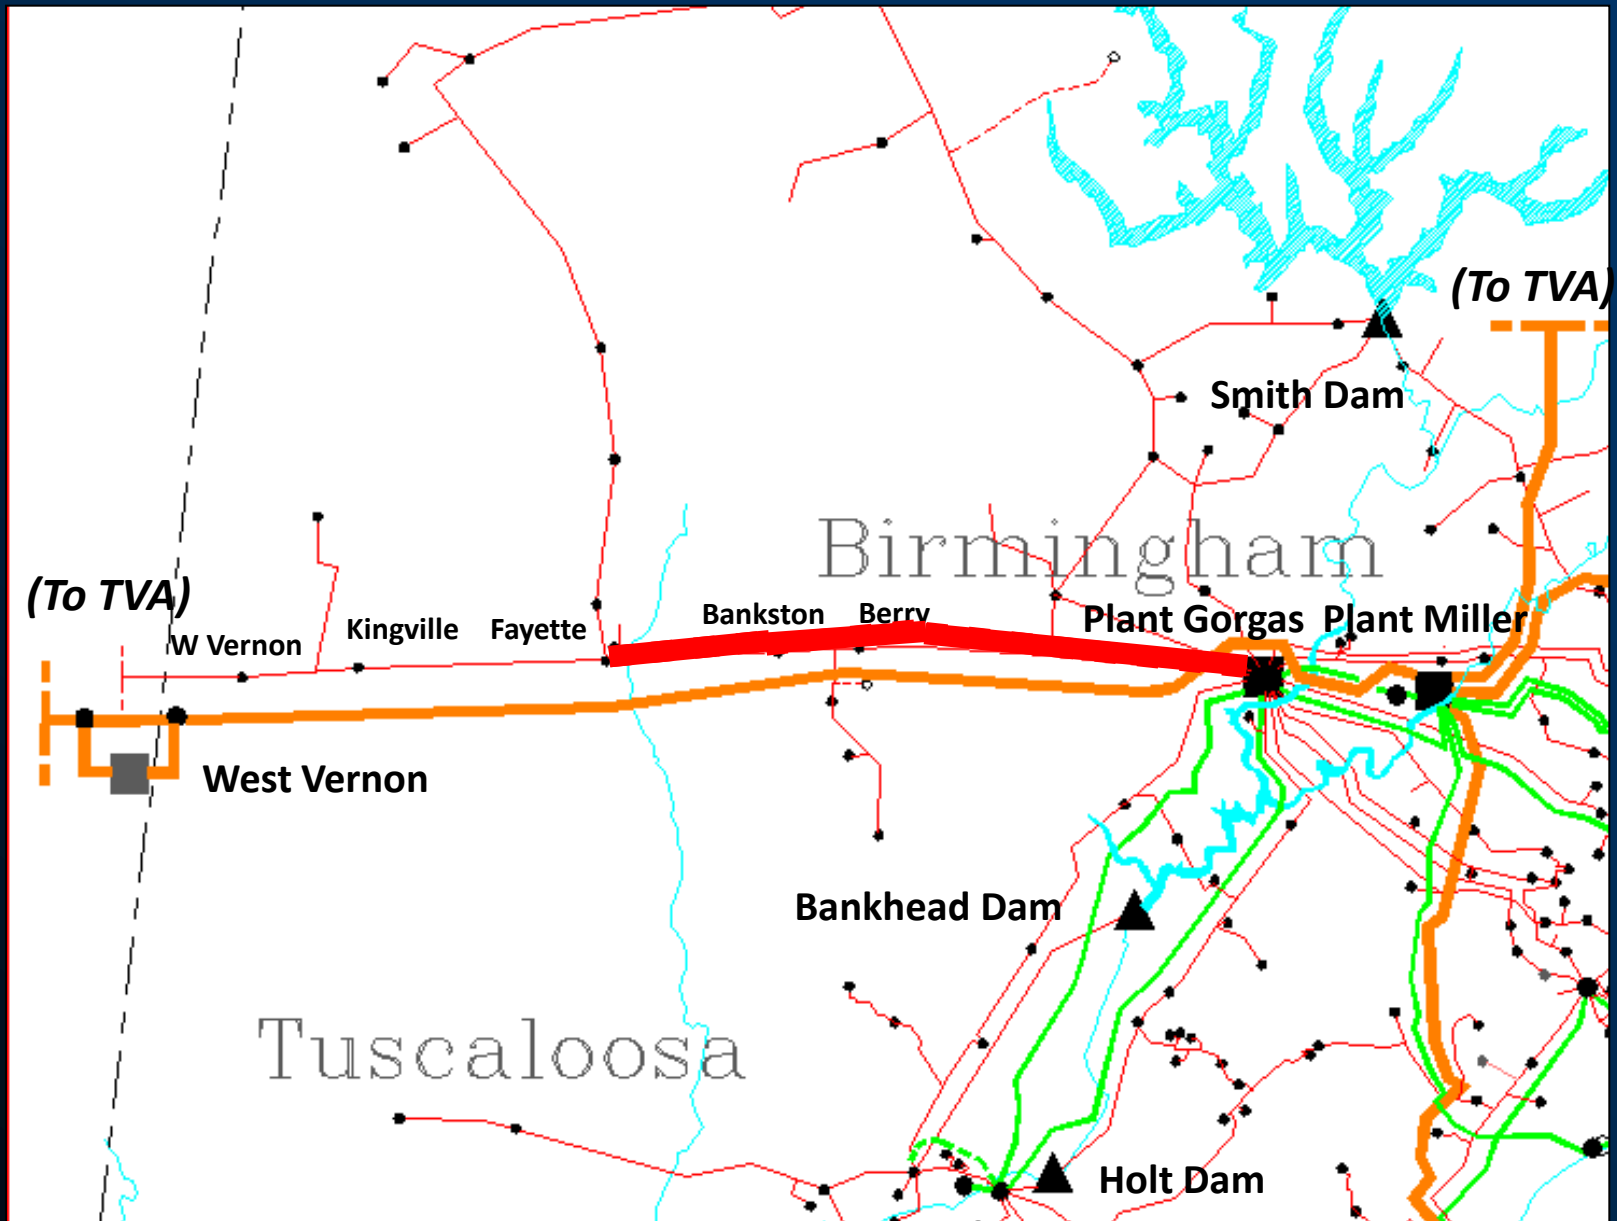 (To TVA)
Smith Dam
Birmingham
(To TVA)
W Vernon
Kingville
Fayette
Bankston
Berry
Plant Gorgas
Plant Miller
West Vernon
Bankhead Dam
Tuscaloosa
Holt Dam